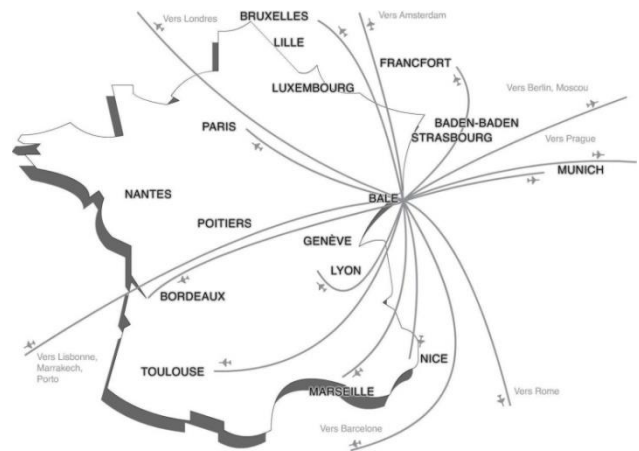 BRUXELLES
Vers Londres
Vers Amsterdam
LILLE
FRANCFORT
LUXEMBOURG
Vers Berlin, Moscou
BADEN-BADEN
STRASBOURG
PARIS
Vers Prague
MUNICH
NANTES
BALE
POITIERS
GENÈVE
LYON
BORDEAUX
Vers Lisbonne,
Marrakech,
Porto
NICE
TOULOUSE
MARSEILLE
Vers Rome
Vers Barcelone